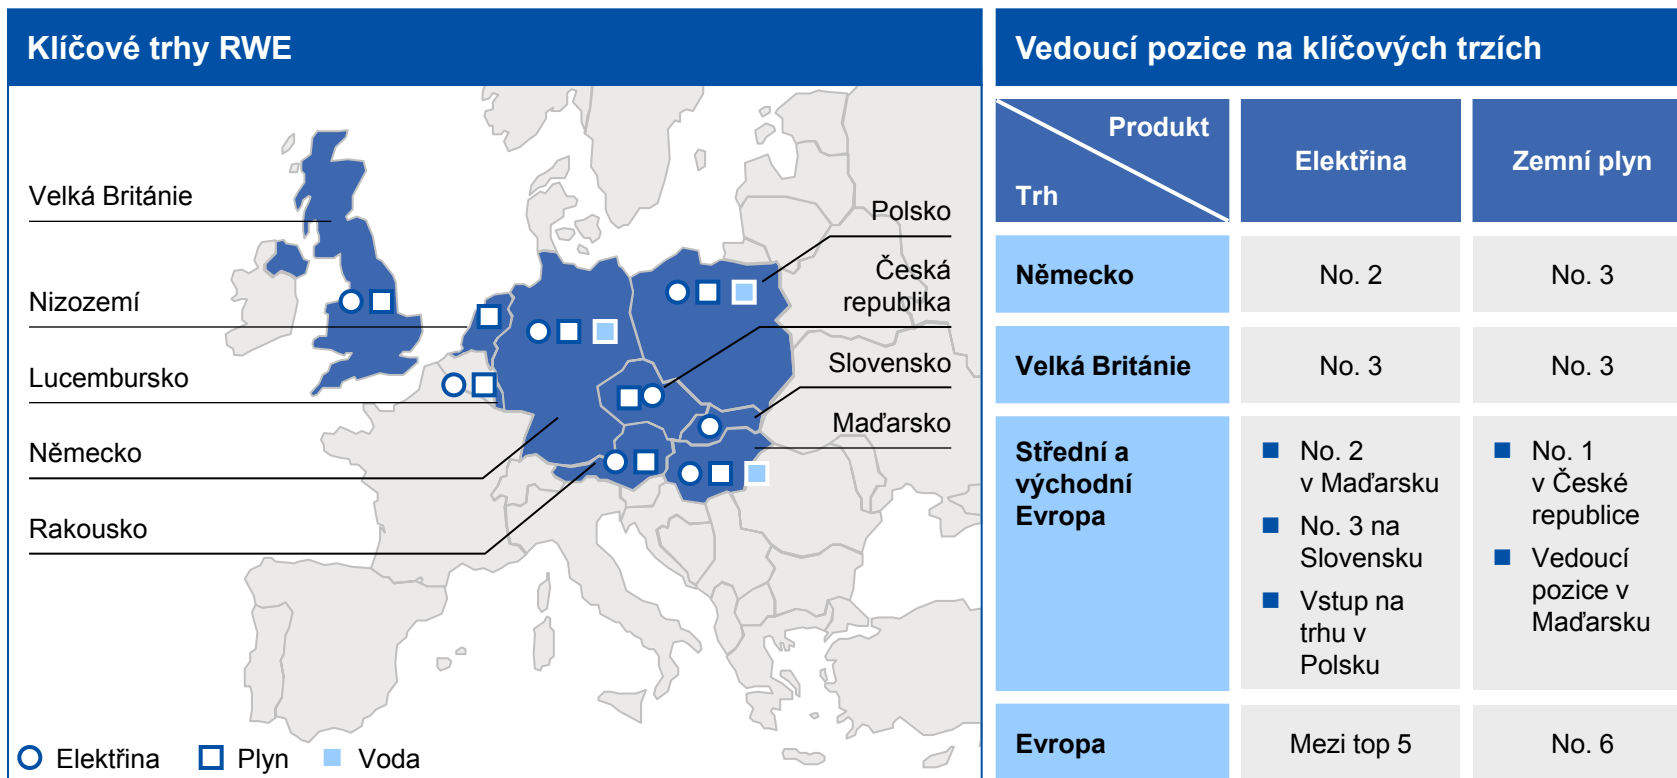 Klíčové trhy RWE
Velká Británie
Nizozemí
Lucembursko
Německo
Rakousko
Polsko
Česká
republika
Slovensko
Maďarsko
Elektřina
Plyn
Voda
Vedoucí pozice na klíčových trzích
Produkt
Trh
Elektřina
Zemní plyn
Německo
No. 2
No. 3
Velká Británie
No. 3
No. 3
Střední a
východní
Evropa
No. 2
v Maďarsku
No. 3 na
Slovensku
Vstup na
trhu v
Polsku
No. 1
v České
republice
Vedoucí
pozice v
Maďarsku
Evropa
Mezi top 5
No. 6